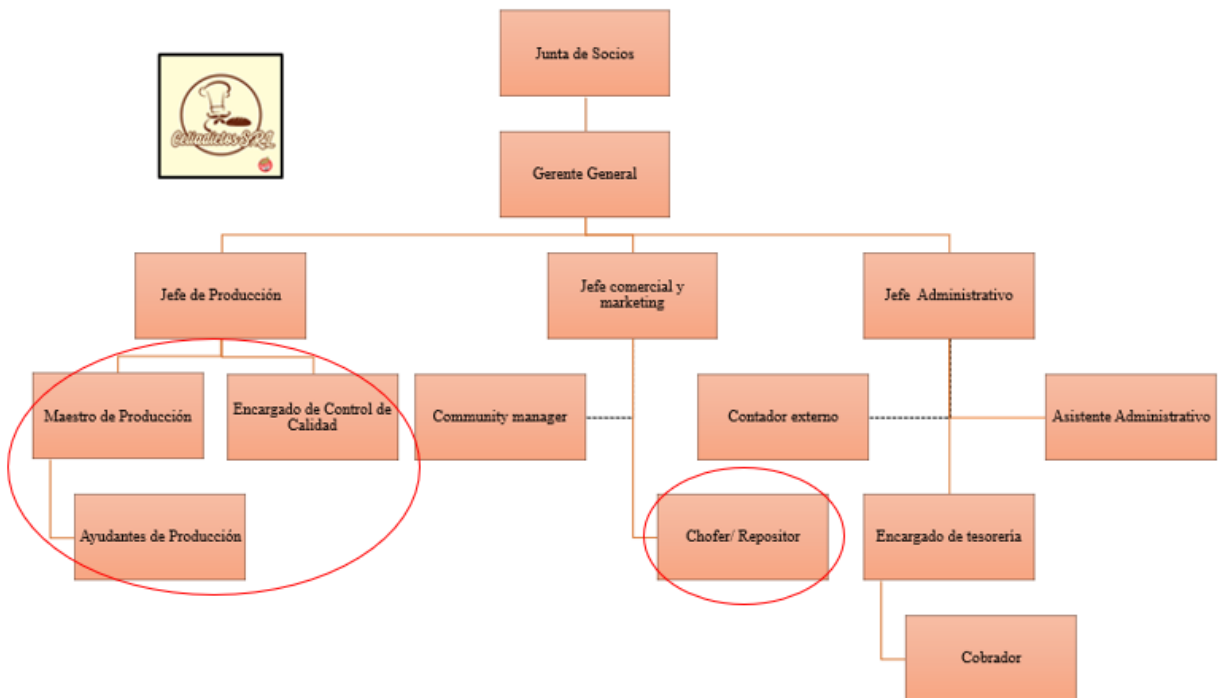 Junta de Socios
Celindietos S.R.L
Gerente General
Jefe de Producción
Jefe comercial y
marketing
Jefe Administrativo
Maestro de Producción
Encargado de Control de
Calidad
Community manager
Contador externo
Asistente Administrativo
Ayudantes de Producción
Chofer/ Repositor
Encargado de tesorería
Cobrador